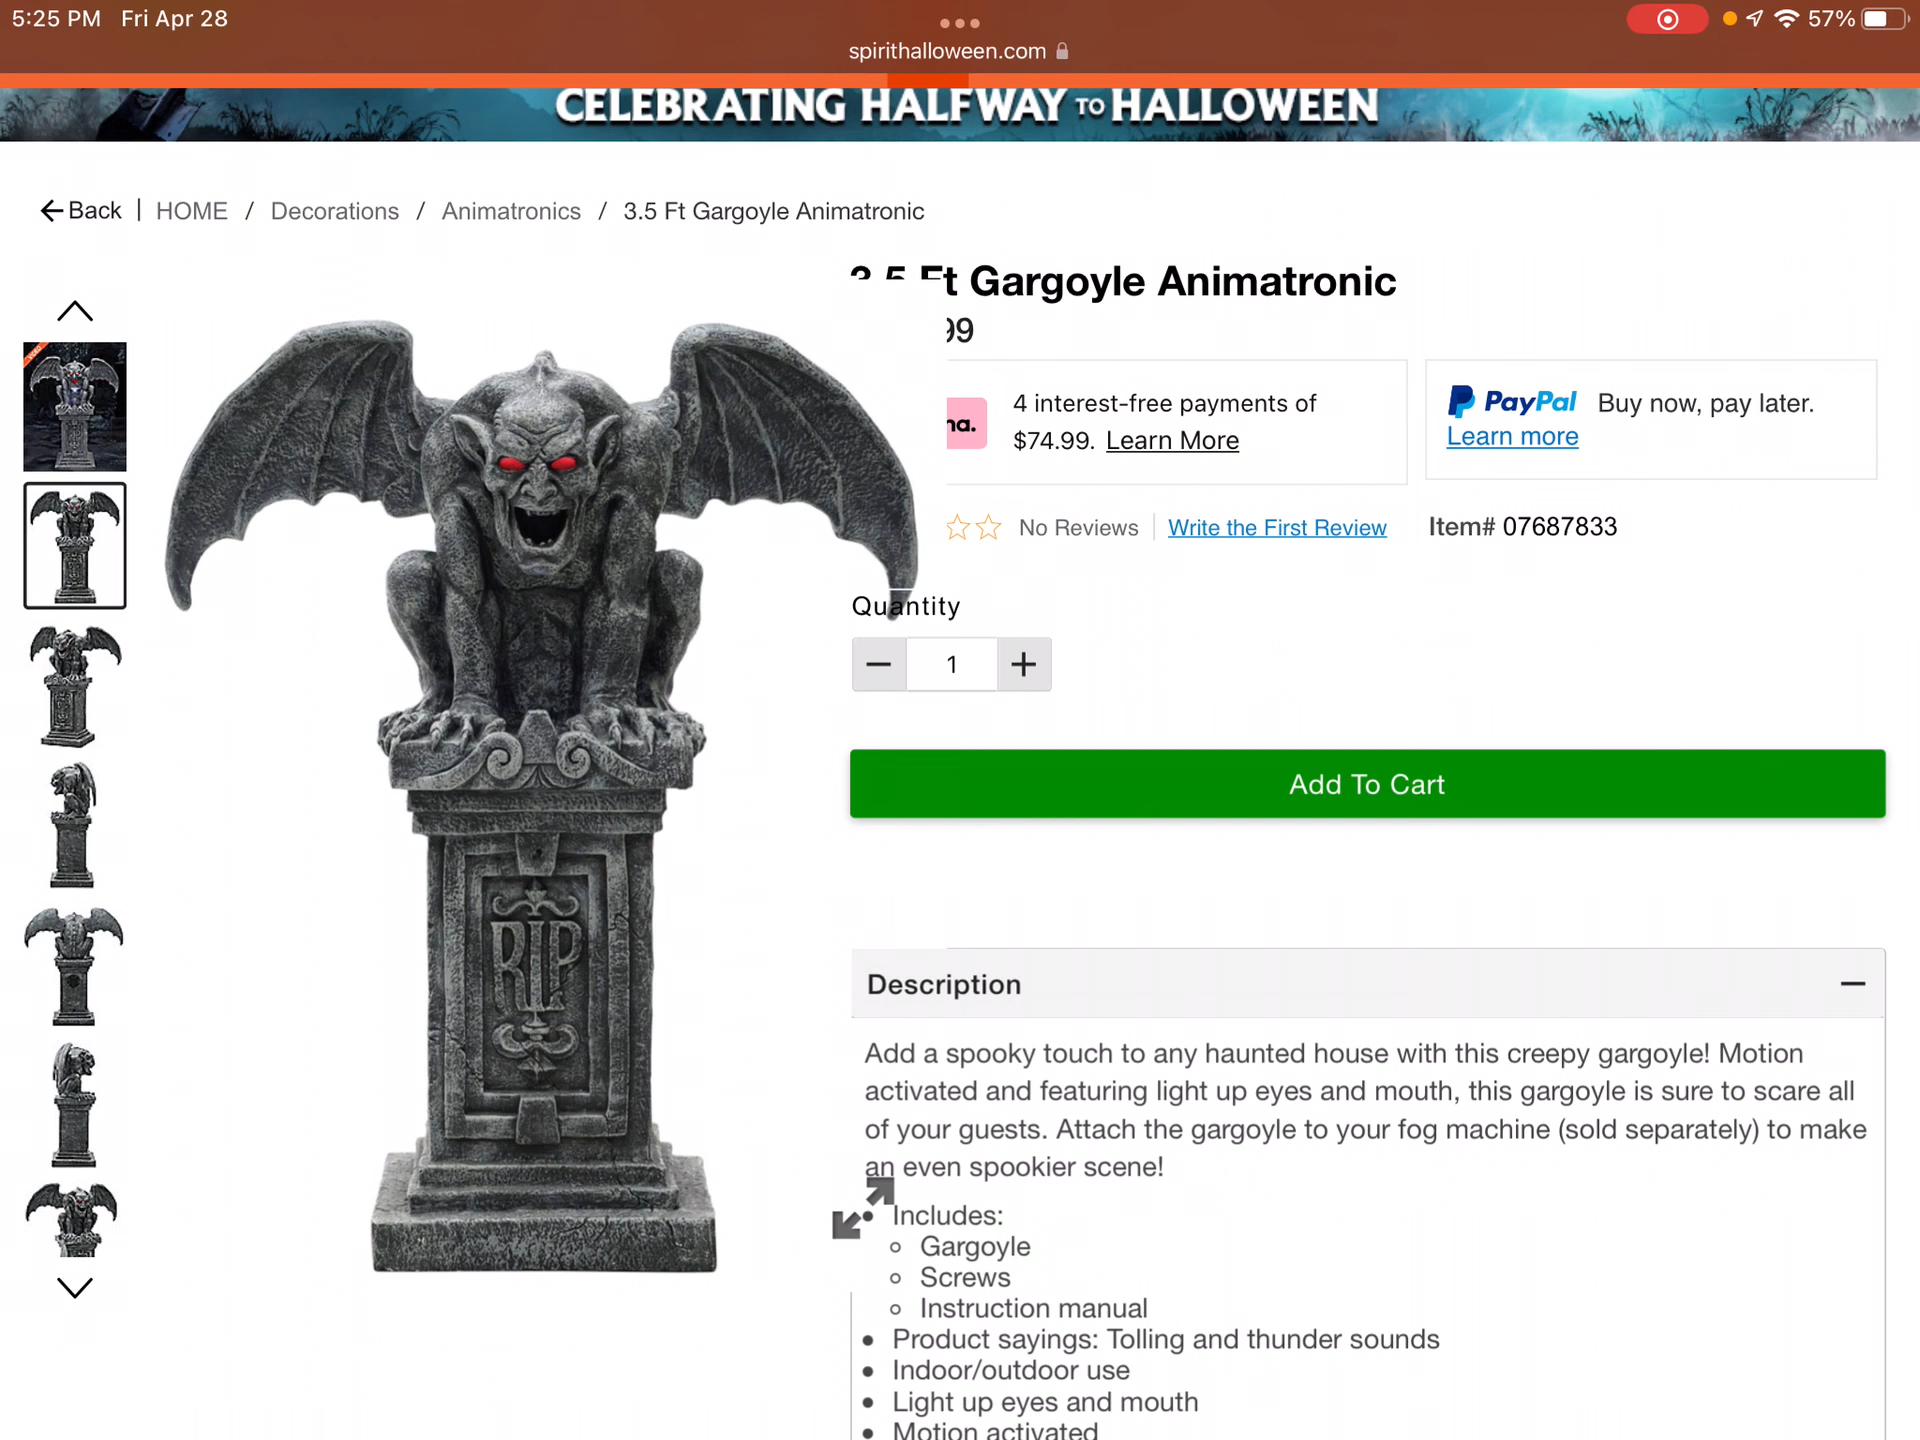 5:25 PM Fri Apr 28
57%
spirithalloween.com
CELEBRATING HALFWAY TO HALLOWEEN
Back | HOME / Decorations / Animatronics / 3.5 Ft Gargoyle Animatronic
3.5 Ft Gargoyle Animatronic
99
na.
4 interest-free payments of
$74.99. Learn More
PayPal Buy now, pay later.
Learn more
No Reviews
Write the First Review
Item# 07687833
Quantity
1
Add To Cart
RIP
Description
Add a spooky touch to any haunted house with this creepy gargoyle! Motion
activated and featuring light up eyes and mouth, this gargoyle is sure to scare all
of your guests. Attach the gargoyle to your fog machine (sold separately) to make
an even spookier scene!
Includes:
Gargoyle
Screws
Instruction manual
Product sayings: Tolling and thunder sounds
Indoor/outdoor use
Light up eyes and mouth
Motion activated